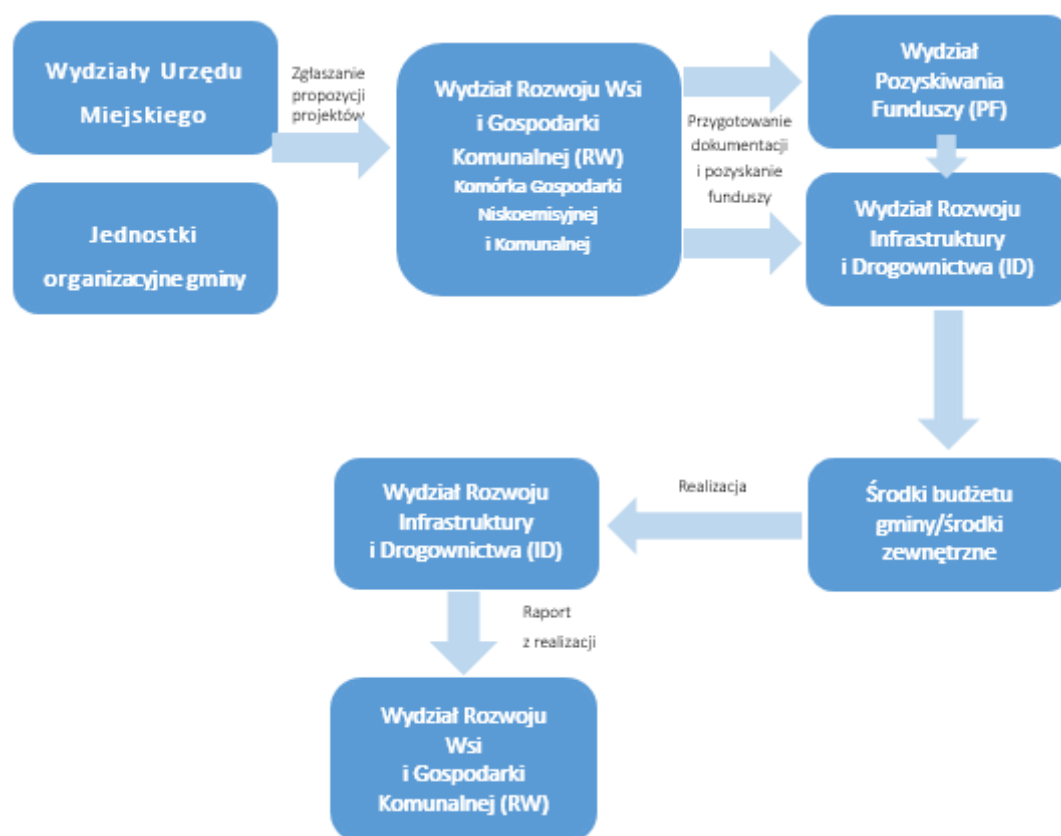 Wydziały Urzędu
Miejskiego
Jednostki
organizacyjne gminy
Zgłaszanie
propozycji
projektów
Wydział Rozwoju Wsi
i Gospodarki
Komunalnej (RW)
Komórka Gospodarki
Niskoemisyjnej
i Komunalnej
Przygotowanie
dokumentacji
i pozyskanie
funduszy
Wydział
Pozyskiwania
Funduszy (PF)
Wydział Rozwoju
Infrastruktury
i Drogownictwa (ID)
Środki budżetu
gminy/środki
zewnętrzne
Realizacja
Wydział Rozwoju
Infrastruktury
i Drogownictwa (ID)
Raport
z realizacji
Wydział Rozwoju
Wsi
i Gospodarki
Komunalnej (RW)